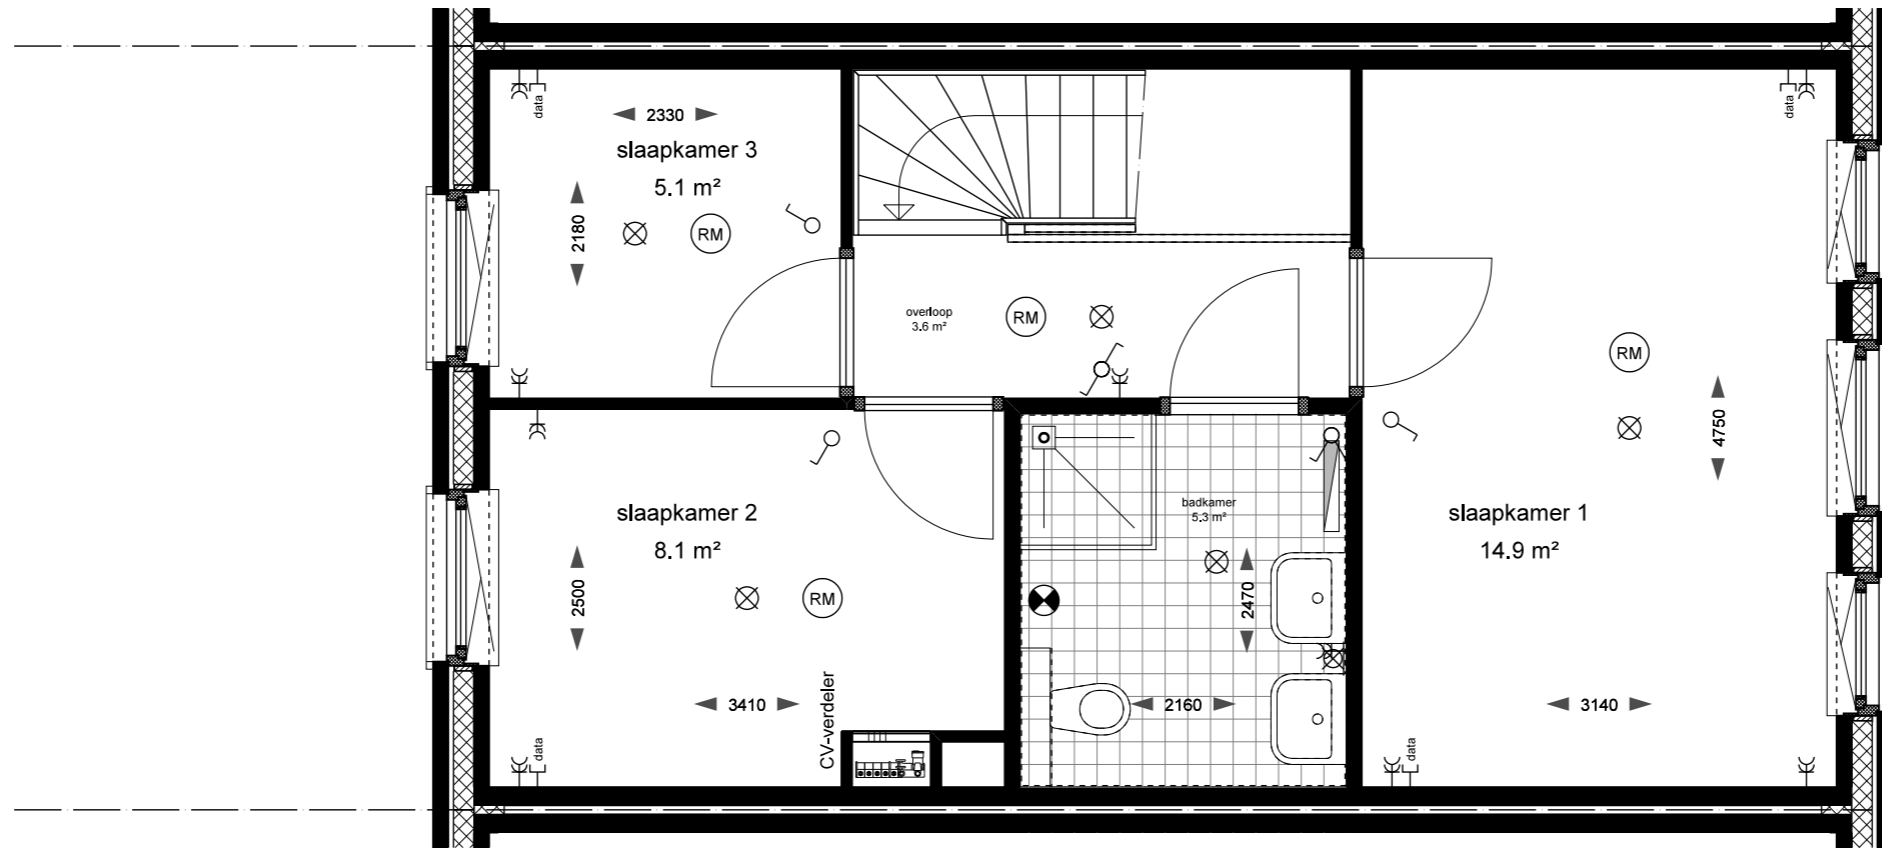 data
2330
slaapkamer 3
5.1 m²
2180
RM
overloop
3.6 m²
RM
data
RM
4750
slaapkamer 2
8.1 m²
2500
RM
3410
CV-verdeler
data
badkamer
5.3 m²
2470
2160
slaapkamer 1
14.9 m²
3140
data